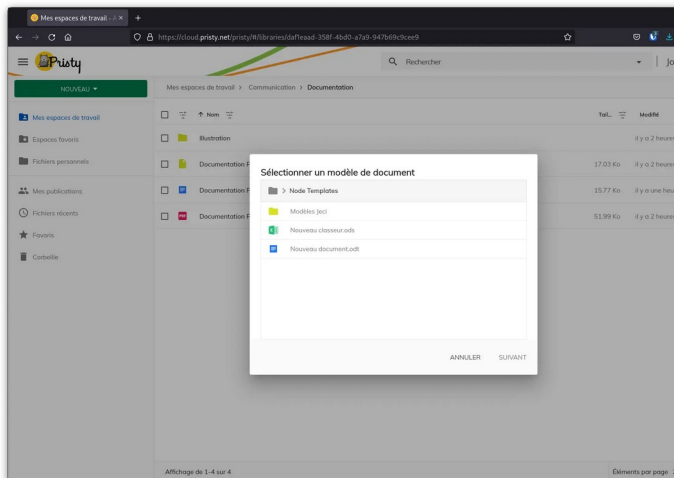 Mes espaces de travail - A
https://cloud.pristy.net/pristy/#/libraries/daf1eaad-358f-4bd0-a7a9-947b69c9cee9
Pristy
Rechercher
Jo
NOUVEAU
Mes espaces de travail > Communication > Documentation
Mes espaces de travail
Espaces favoris
Fichiers personnels
Mes publications
Fichiers récents
Favoris
Corbeille
Nom
Tail...
Modifié
Illustration
il y a 2 heures
Documentation P
17.03 Ko
il y a 2 heures
Documentation P
15.77 Ko
il y a une heu
PDF
Documentation P
51.99 Ko
il y a 2 heures
Sélectionner un modèle de document
> Node Templates
Modèles Jeci
Nouveau classeur.ods
Nouveau document.odt
ANNULER
SUIVANT
Affichage de 1-4 sur 4
Éléments par page